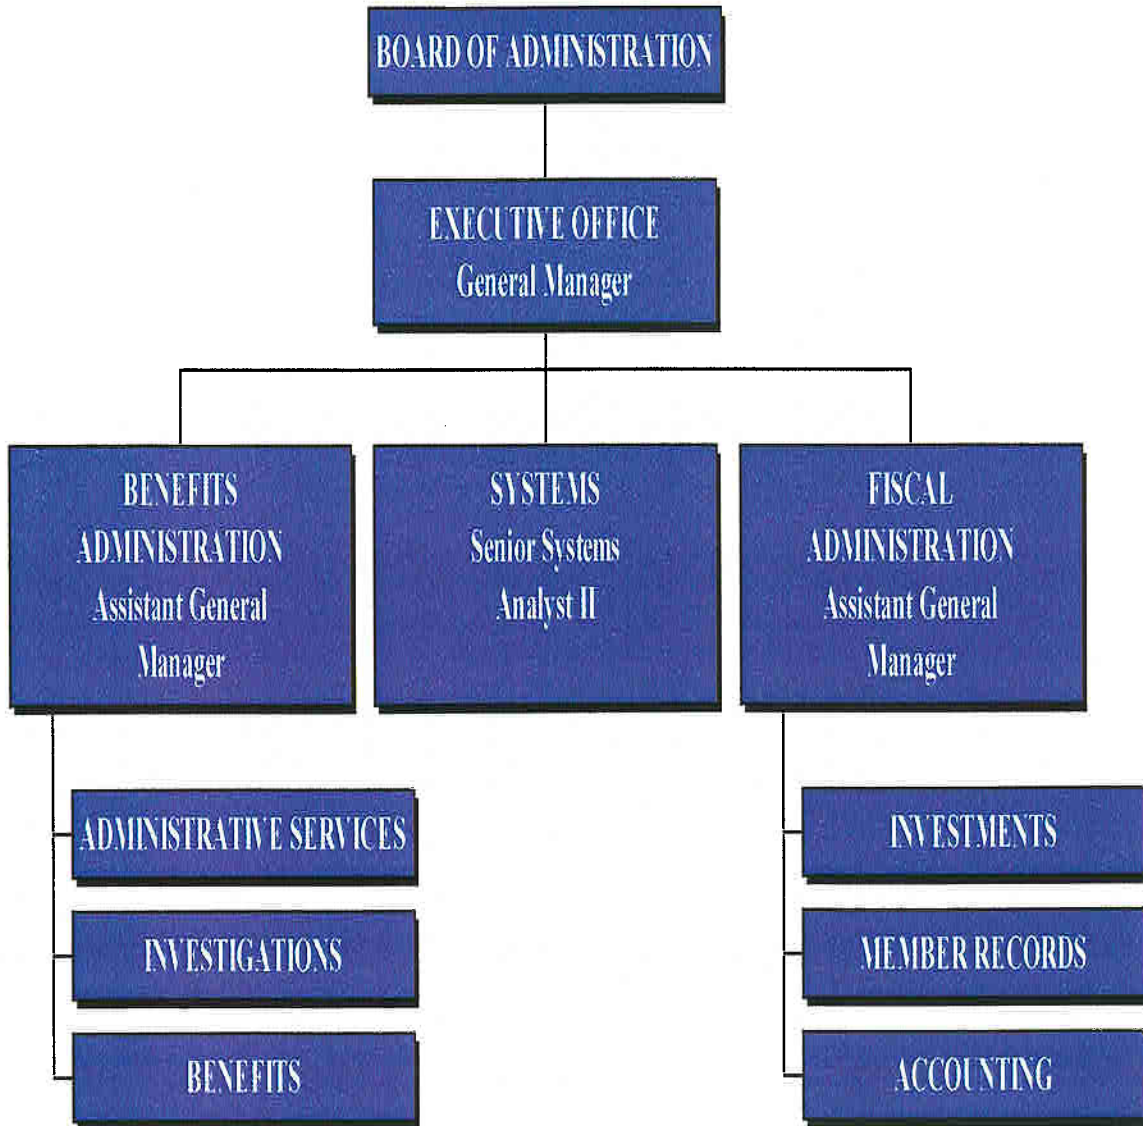 BOARD OF ADMINISTRATION
EXECUTIVE OFFICE
General Manager
BENEFITS
ADMINISTRATION
Assistant General
Manager
SYSTEMS
Senior Systems
Analyst II
FISCAL
ADMINISTRATION
Assistant General
Manager
ADMINISTRATIVE SERVICES
INVESTIGATIONS
BENEFITS
INVESTMENTS
MEMBER RECORDS
ACCOUNTING